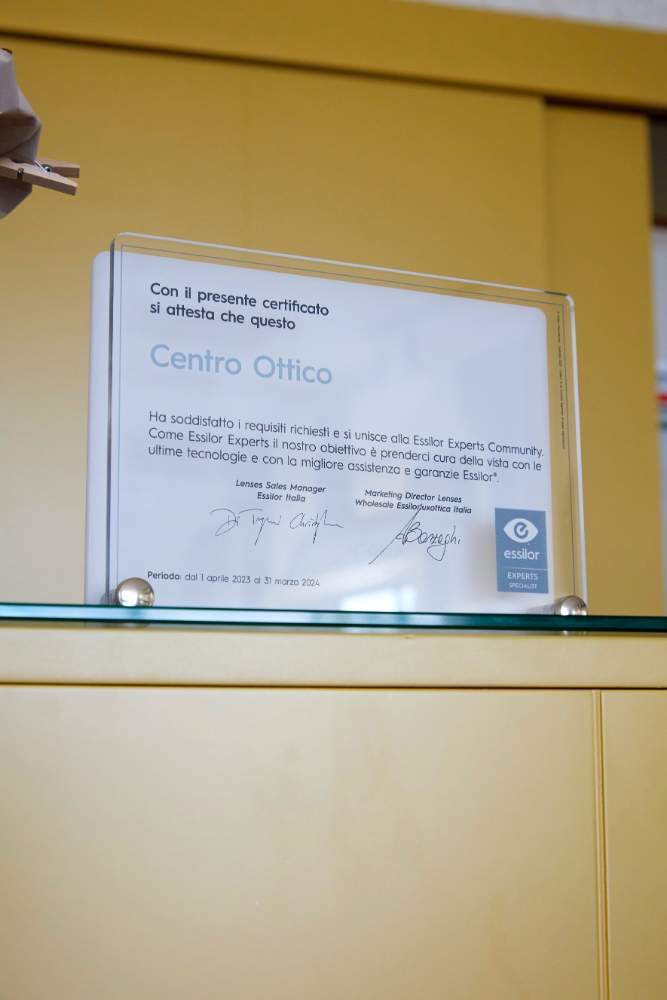 Con il presente certificato
si attesta che questo
Centro Ottico
Ha soddisfatto i requisiti richiesti e si unisce alla Essilor Experts Community.
Come Essilor Experts il nostro obiettivo è prenderci cura della vista con le
ultime tecnologie e con la migliore assistenza e garanzie Essilor®.
Lenses Sales Manager
Essilor Italia
Marketing Director Lenses
Wholesale Essilorluxottica Italia
Periodo: dal 1 aprile 2023 al 31 marzo 2024
essilor
EXPERTS
SPECIALIST